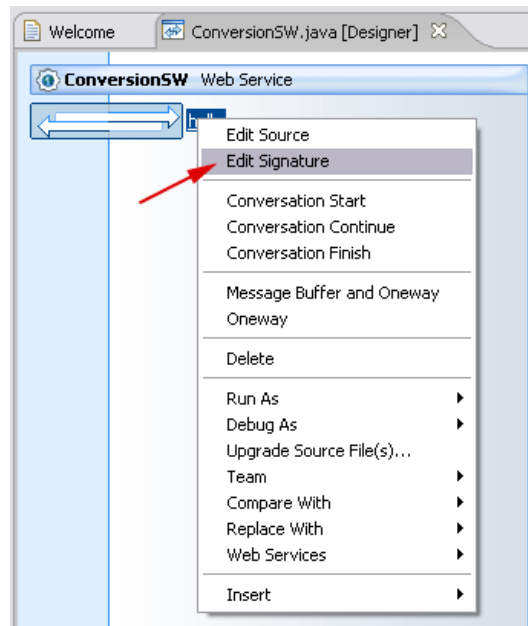 Welcome
ConversionSW.java [Designer]
ConversionSW Web Service
Edit Source
Edit Signature
Conversation Start
Conversation Continue
Conversation Finish
Message Buffer and Oneway
Oneway
Delete
Run As
Debug As
Upgrade Source File(s)...
Team
Compare With
Replace With
Web Services
Insert